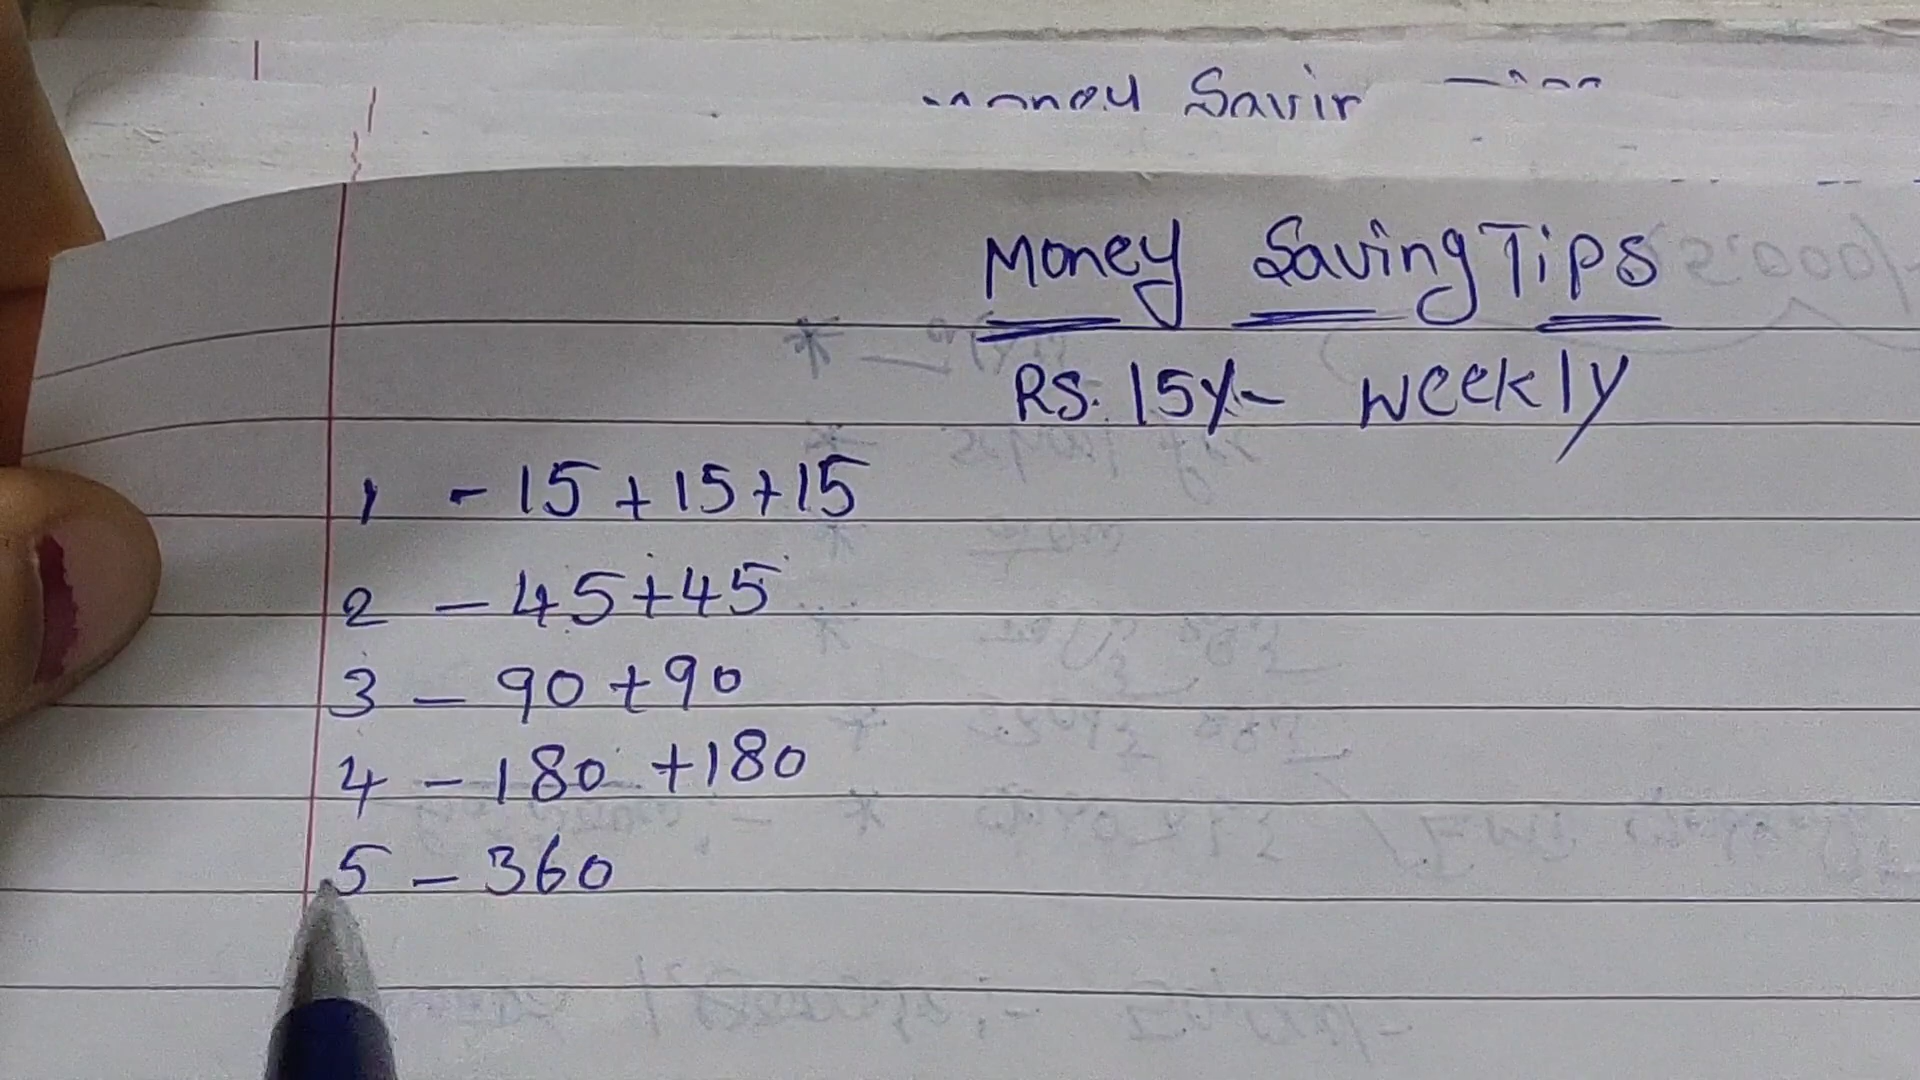 Money Saving Tips
RS. 15/- weekly
1 - 15 + 15 + 15
2 - 45 + 45
3 - 90 + 90
4 - 180 + 180
5 - 360